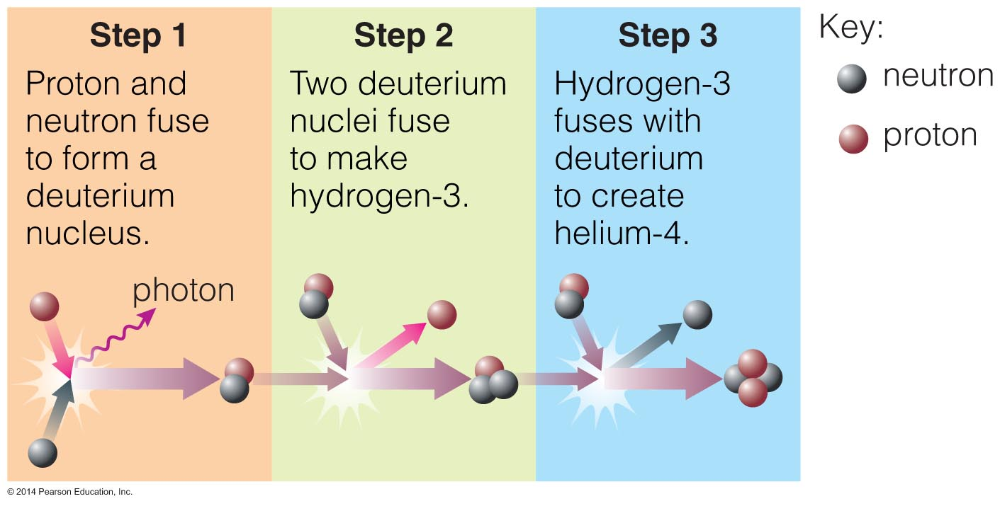 Step 1
Proton and
neutron fuse
to form a
deuterium
nucleus.
photon
Step 2
Two deuterium
nuclei fuse
to make
hydrogen-3.
Step 3
Hydrogen-3
fuses with
deuterium
to create
helium-4.
Key:
neutron
proton
© 2014 Pearson Education, Inc.